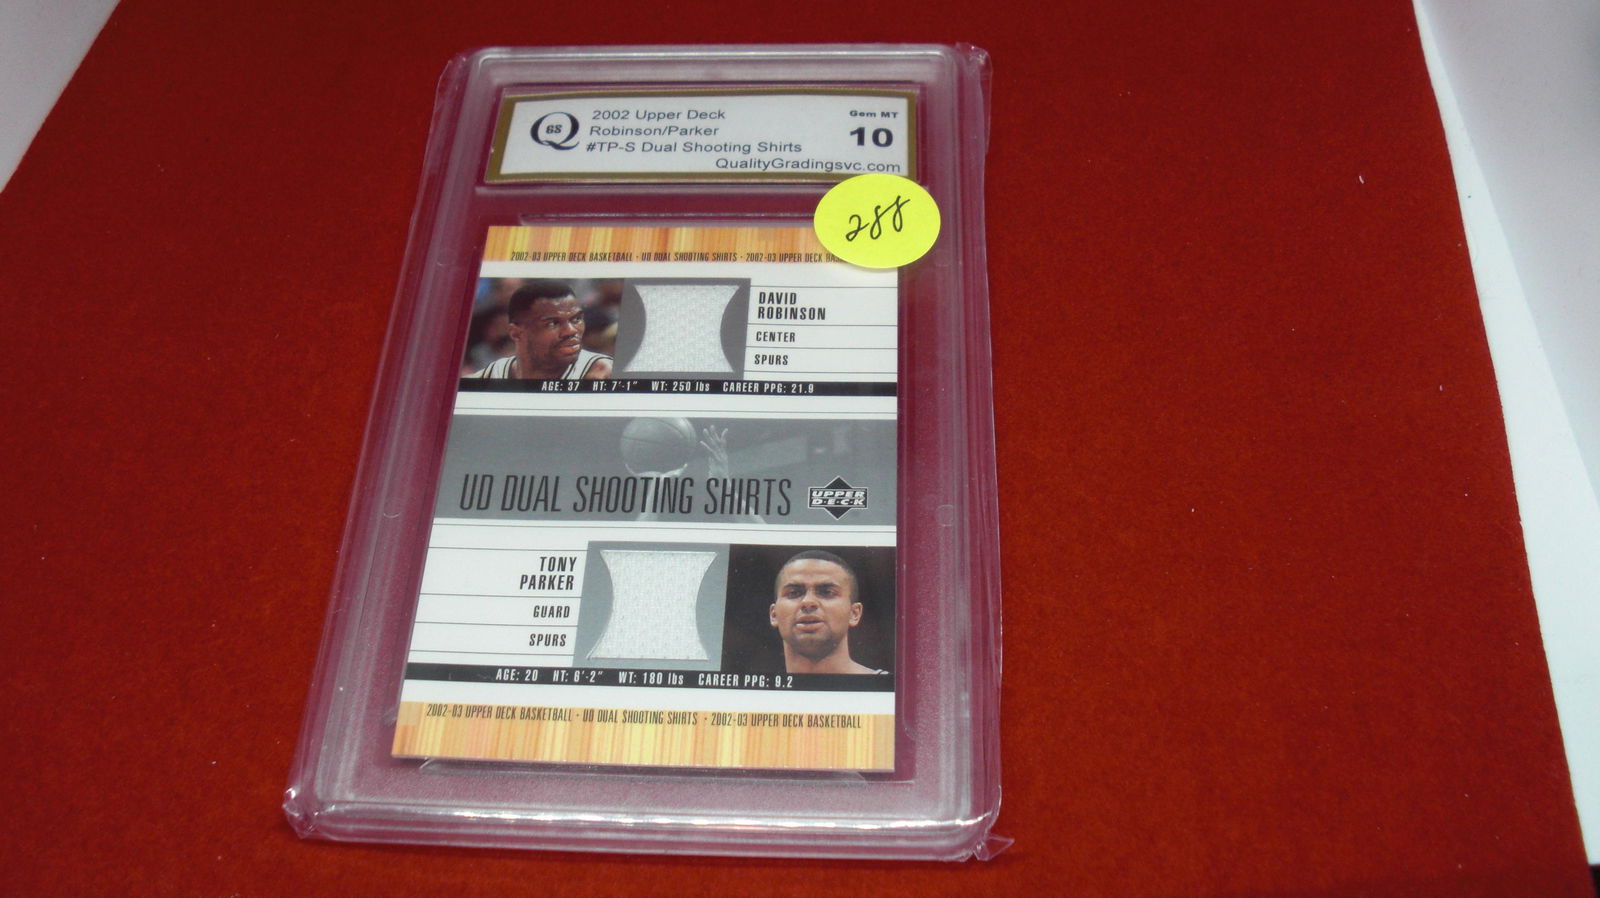 Q GS
2002 Upper Deck
Robinson/Parker
#TP-S Dual Shooting Shirts
QualityGradingsvc.com
Gem MT
10
288
2002-03 UPPER DECK BASKETBALL • UD DUAL SHOOTING SHIRTS • 2002-03 UPPER DECK
DAVID
ROBINSON
CENTER
SPURS
AGE: 37 HT: 7'-1" WT: 250 lbs CAREER PPG: 21.9
UD DUAL SHOOTING SHIRTS
UPPER
DECK
TONY
PARKER
GUARD
SPURS
AGE: 20 HT: 6'-2" WT: 180 lbs CAREER PPG: 9.2
2002-03 UPPER DECK BASKETBALL • UD DUAL SHOOTING SHIRTS • 2002-03 UPPER DECK BASKETBALL